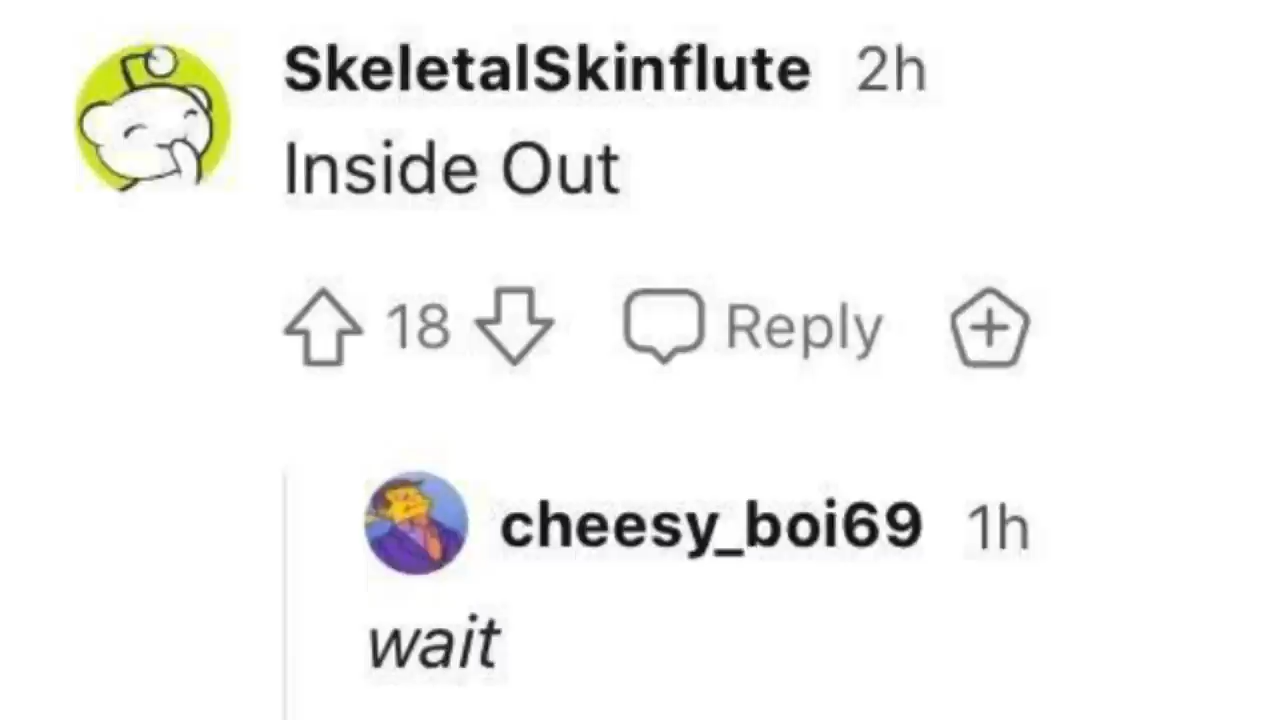 SkeletalSkinflute 2h
Inside Out
18 Reply
cheesy_boi69 1h
wait